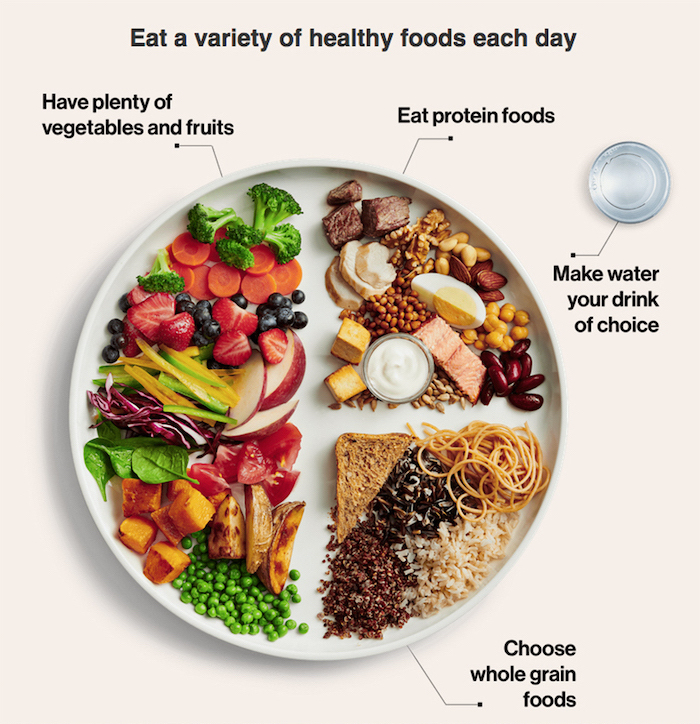 Eat a variety of healthy foods each day
Have plenty of
vegetables and fruits
Eat protein foods
Make water
your drink
of choice
Choose
whole grain
foods